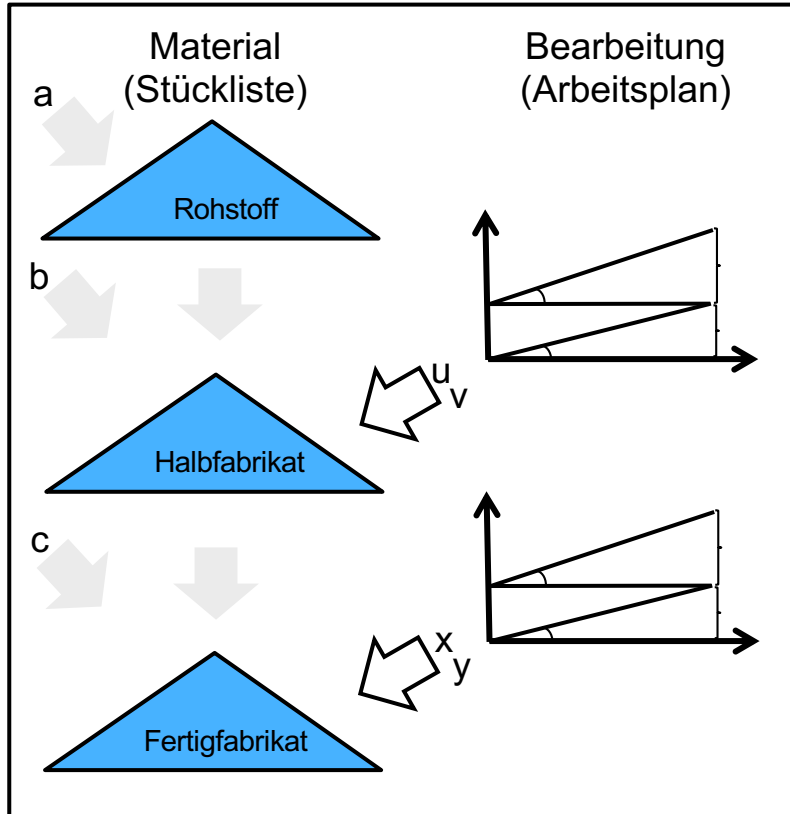 Material
(Stückliste)
Bearbeitung
(Arbeitsplan)
a
Rohstoff
b
u
v
Halbfabrikat
c
x
y
Fertigfabrikat